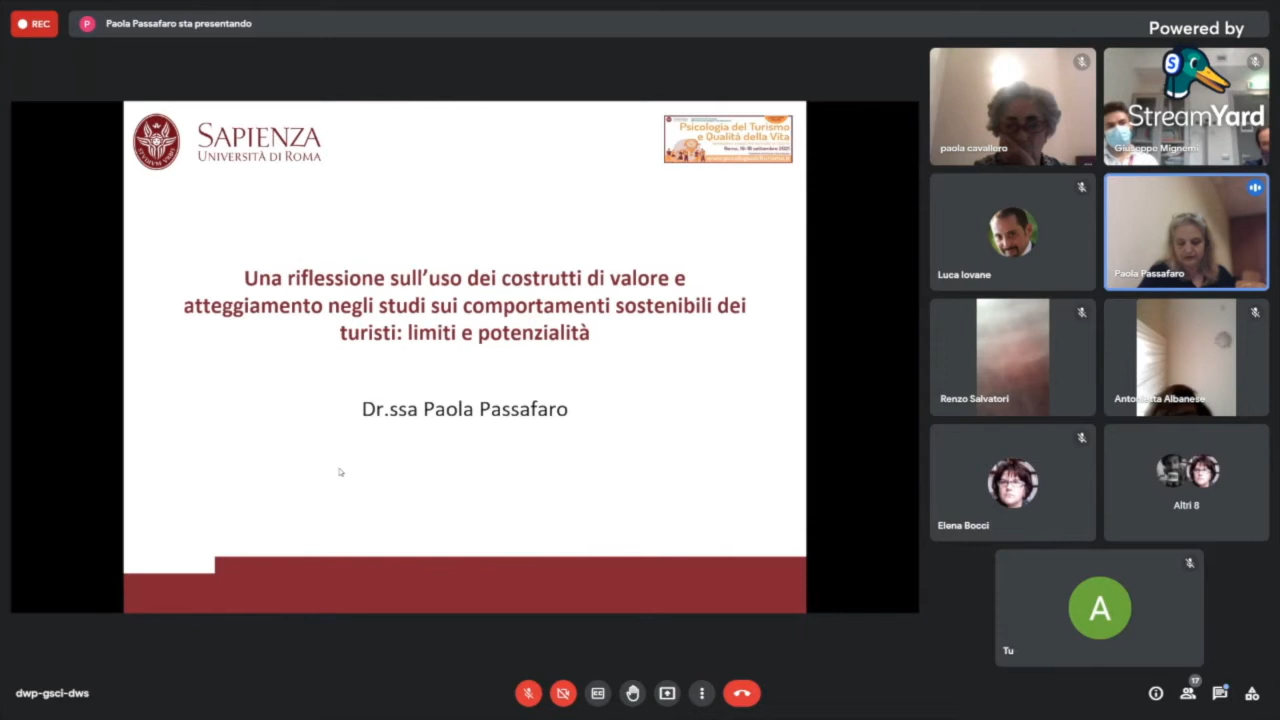 REC
P
Paola Passafaro sta presentando
Powered by
StreamYard
S
SAPIENZA
UNIVERSITÀ DI ROMA
Psicologia del Turismo
e Qualità della Vita
Una riflessione sull'uso dei costrutti di valore e
atteggiamento negli studi sui comportamenti sostenibili dei
turisti: limiti e potenzialità
Dr.ssa Paola Passafaro
paola cavallero
Giuseppe Mignemi
Luca Iovane
Paola Passafaro
Renzo Salvatori
Antonietta Albanese
Elena Bocci
Altri 8
A
Tu
dwp-gsci-dws
17